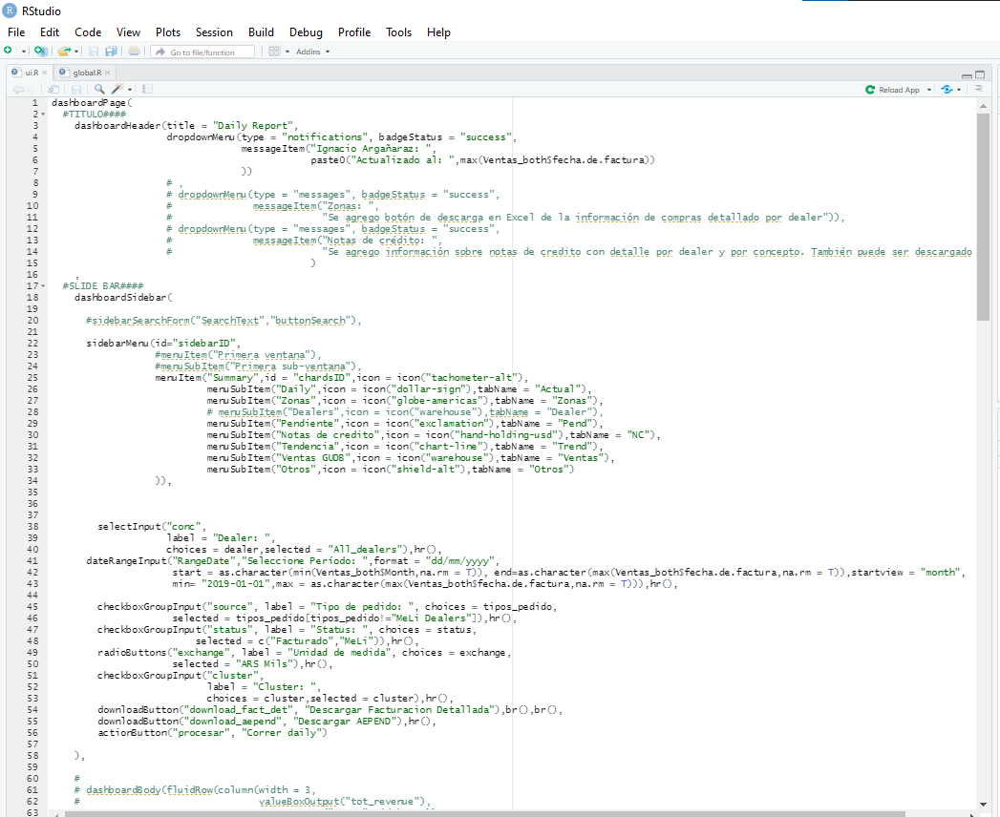 RStudio
File Edit Code View Plots Session Build Debug Profile Tools Help
Go to file/function Addins
ui.R global.R
Reload App
1 dashboardPage(
2 #TITULO####
3 dashboardHeader(title = "Daily Report",
4 dropdownMenu(type = "notifications", badgeStatus = "success",
5 messageItem("Ignacio Argañaraz: ",
6 paste0("Actualizado al: ",max(Ventas_both$fecha.de.factura))
7 ))
8 # ,
9 # dropdownMenu(type = "messages", badgeStatus = "success",
10 # messageItem("Zonas: ",
11 # "Se agrego botón de descarga en Excel de la información de compras detallado por dealer")),
12 # dropdownMenu(type = "messages", badgeStatus = "success",
13 # messageItem("Notas de crédito: ",
14 # "Se agrego información sobre notas de credito con detalle por dealer y por concepto. También puede ser descargado
15 )
16 ,
17 #SLIDE BAR####
18 dashboardSidebar(
19
20 #sidebarSearchForm("SearchText","buttonSearch"),
21
22 sidebarMenu(id="sidebarID",
23 #menuItem("Primera ventana"),
24 #menuSubItem("Primera sub-ventana"),
25 menuItem("Summary",id = "chardsID",icon = icon("tachometer-alt"),
26 menuSubItem("Daily",icon = icon("dollar-sign"),tabName = "Actual"),
27 menuSubItem("Zonas",icon = icon("globe-americas"),tabName = "Zonas"),
28 # menuSubItem("Dealers",icon = icon("warehouse"),tabName = "Dealer"),
29 menuSubItem("Pendiente",icon = icon("exclamation"),tabName = "Pend"),
30 menuSubItem("Notas de credito",icon = icon("hand-holding-usd"),tabName = "NC"),
31 menuSubItem("Tendencia",icon = icon("chart-line"),tabName = "Trend"),
32 menuSubItem("Ventas GUDB",icon = icon("warehouse"),tabName = "Ventas"),
33 menuSubItem("Otros",icon = icon("shield-alt"),tabName = "Otros")
34 )),
35
36
37
38 selectInput("conc",
39 label = "Dealer: ",
40 choices = dealer,selected = "All_dealers"),hr(),
41 dateRangeInput("RangeDate","Seleccione Período: ",format = "dd/mm/yyyy",
42 start = as.character(min(Ventas_both$Month,na.rm = T)), end=as.character(max(Ventas_both$fecha.de.factura,na.rm = T)),startview = "month",
43 min= "2019-01-01",max = as.character(max(Ventas_both$fecha.de.factura,na.rm = T))),hr(),
44
45 checkboxGroupInput("source", label = "Tipo de pedido: ", choices = tipos_pedido,
46 selected = tipos_pedido[tipos_pedido!="MeLi Dealers"]),hr(),
47 checkboxGroupInput("status", label = "Status: ", choices = status,
48 selected = c("Facturado","MeLi")),hr(),
49 radioButtons("exchange", label = "Unidad de medida", choices = exchange,
50 selected = "ARS Mils"),hr(),
51 checkboxGroupInput("cluster",
52 label = "Cluster: ",
53 choices = cluster,selected = cluster),hr(),
54 downloadButton("download_fact_det", "Descargar Facturacion Detallada"),br(),br(),
55 downloadButton("download_aepend", "Descargar AEPEND"),hr(),
56 actionButton("procesar", "Correr daily")
57
58 ),
59
60 #
61 # dashboardBody(fluidRow(column(width = 3,
62 # valueBoxOutput("tot_revenue"),
63